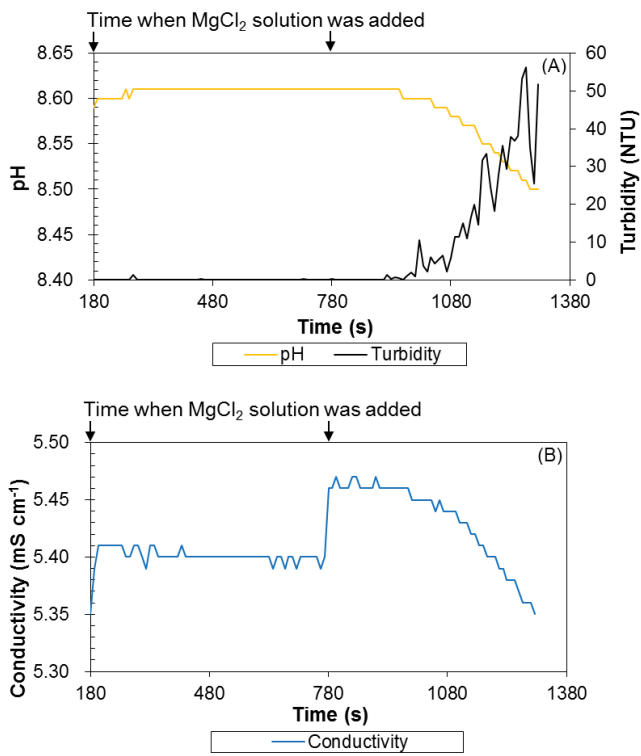 Time when MgCl₂ solution was added
(A)
8.65
8.60
8.55
8.50
8.45
8.40
pH
60
50
40
30
20
10
0
Turbidity (NTU)
180 480 780 1080 1380
Time (s)
pH Turbidity
Time when MgCl₂ solution was added
(B)
5.50
5.45
5.40
5.35
5.30
Conductivity (mS cm⁻¹)
180 480 780 1080 1380
Time (s)
Conductivity